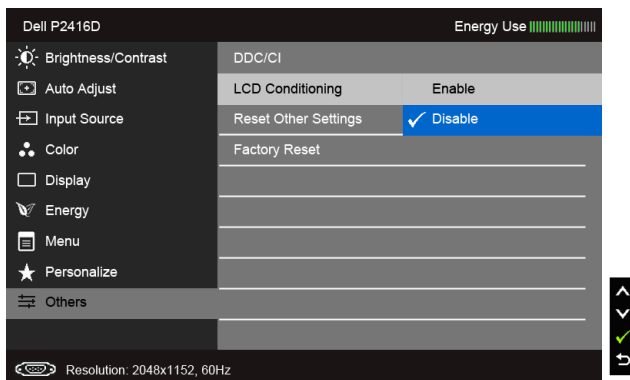 Dell P2416D
Energy Use
Brightness/Contrast
Auto Adjust
Input Source
Color
Display
Energy
Menu
Personalize
Others
DDC/CI
LCD Conditioning
Reset Other Settings
Factory Reset
Enable
Disable
Resolution: 2048x1152, 60Hz